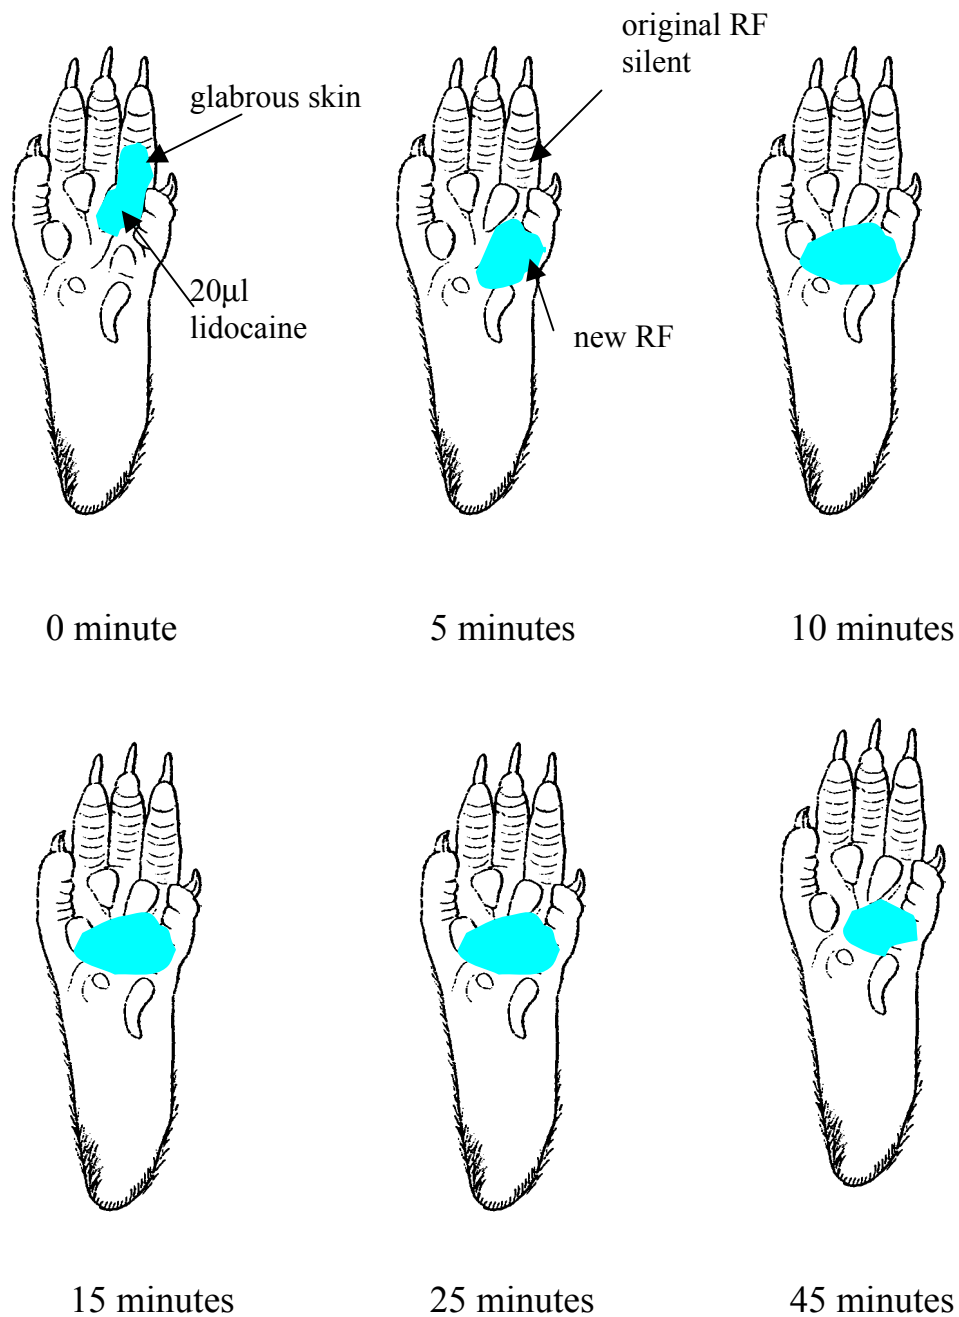 original RF
silent
glabrous skin
20µl
lidocaine
new RF
0 minute
5 minutes
10 minutes
15 minutes
25 minutes
45 minutes